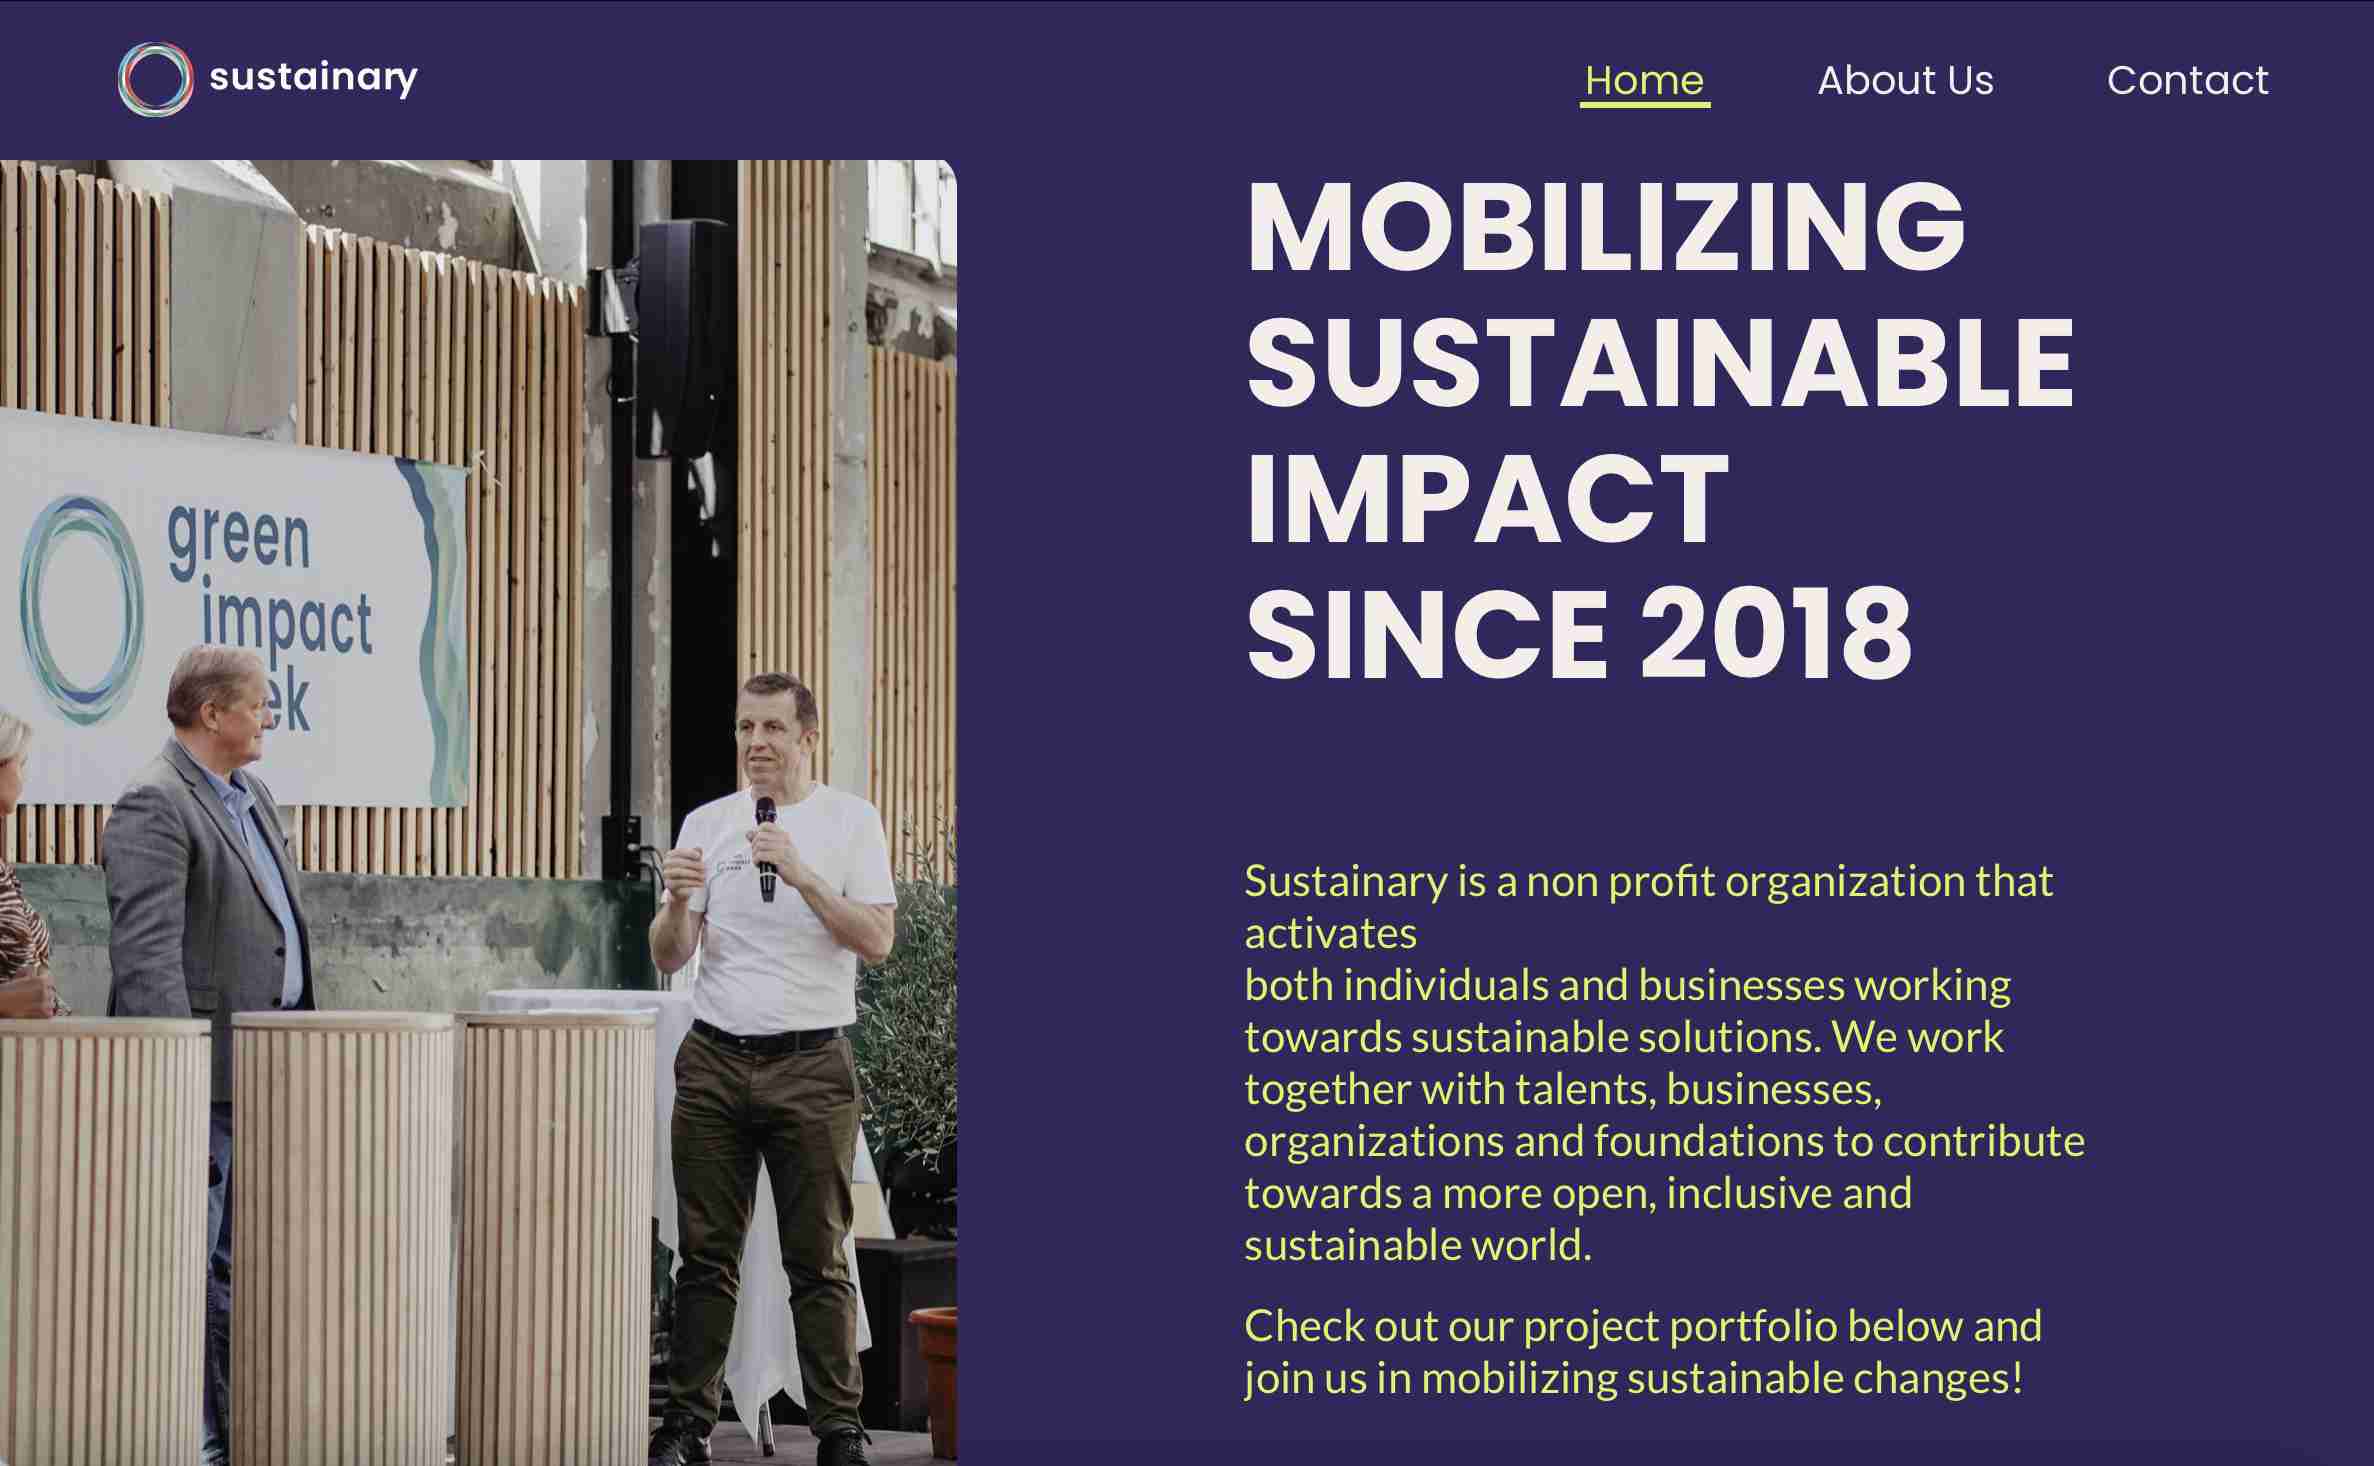 sustainary
Home
About Us
Contact
green
impact
ek
MOBILIZING
SUSTAINABLE
IMPACT
SINCE 2018
Sustainary is a non profit organization that
activates
both individuals and businesses working
towards sustainable solutions. We work
together with talents, businesses,
organizations and foundations to contribute
towards a more open, inclusive and
sustainable world.
Check out our project portfolio below and
join us in mobilizing sustainable changes!